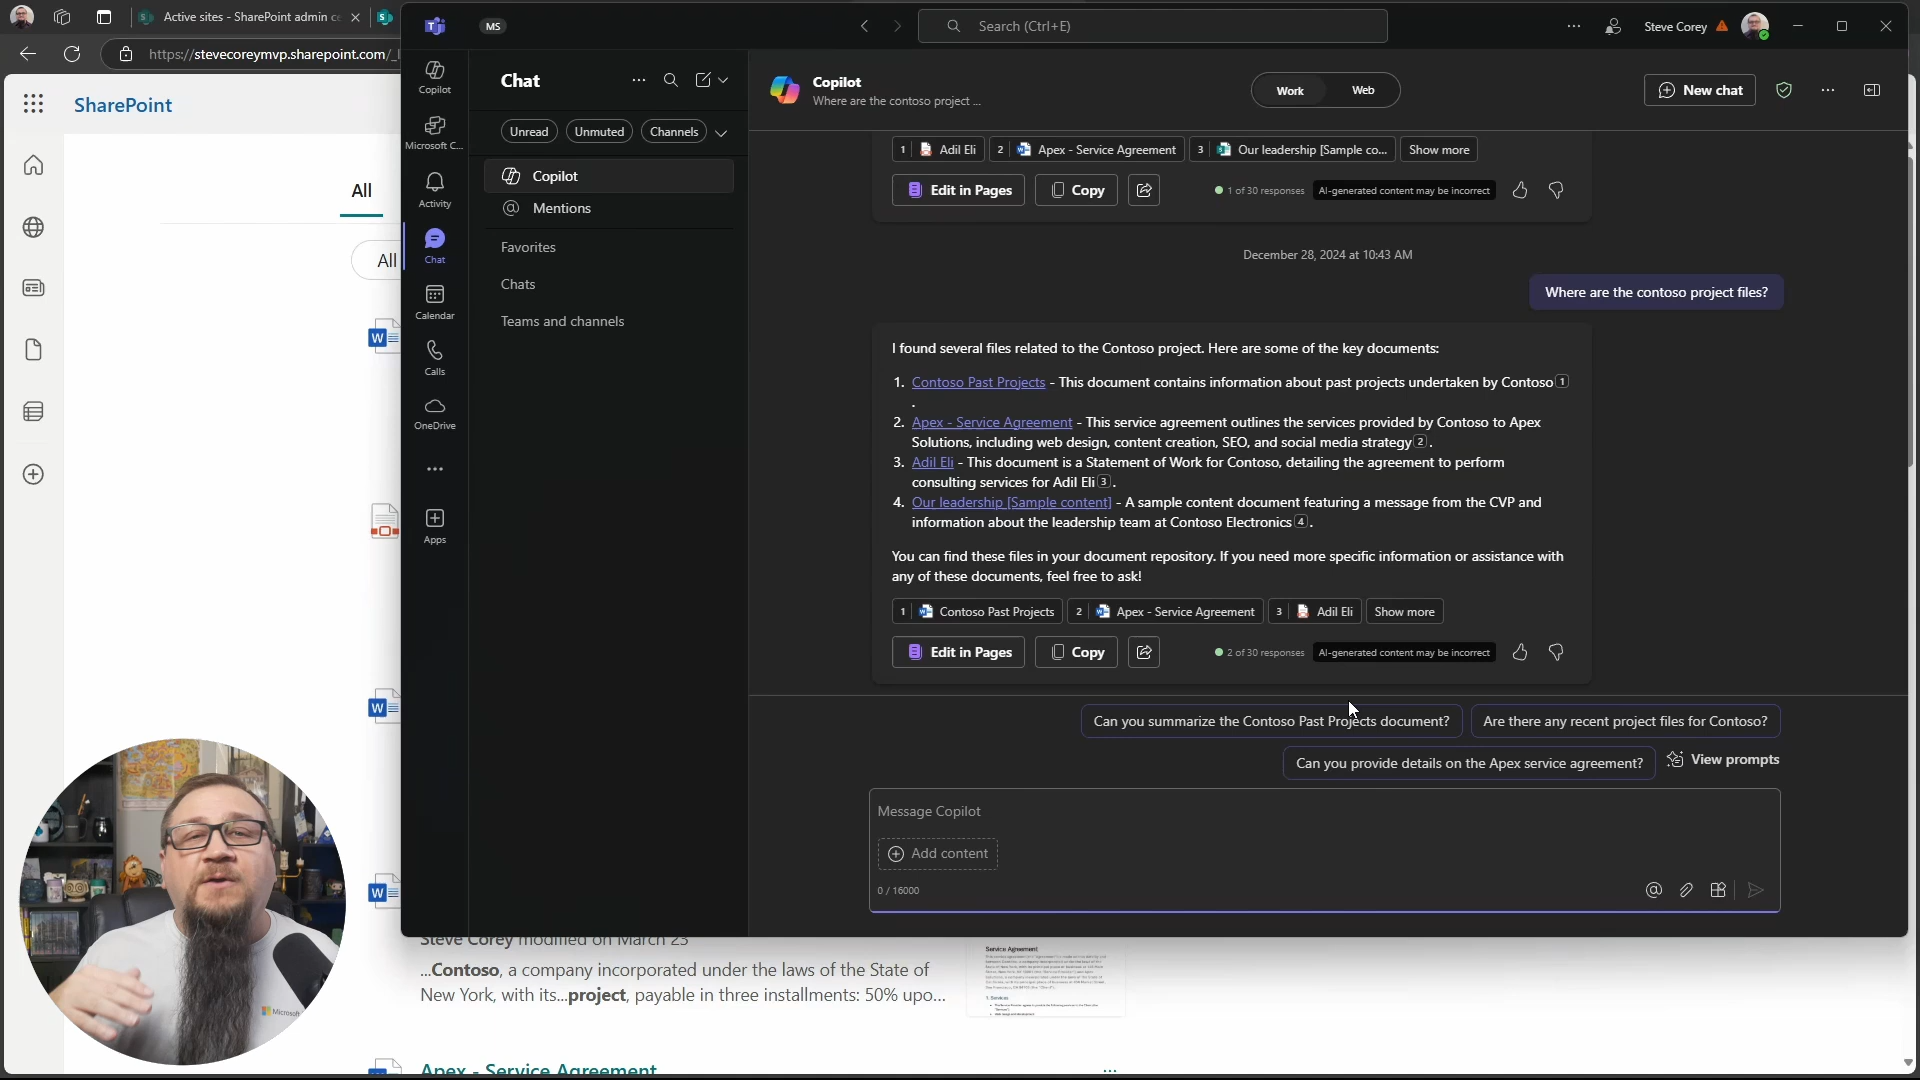 Active sites - SharePoint admin ce
https://stevecoreymvp.sharepoint.com/_l
SharePoint
All
All
MS
Search (Ctrl+E)
Steve Corey
Copilot
Microsoft C...
Activity
Chat
Calendar
Calls
OneDrive
Apps
Chat
Unread
Unmuted
Channels
Copilot
Mentions
Favorites
Chats
Teams and channels
Copilot
Where are the contoso project ...
Work
Web
New chat
1 Adil Eli
2 Apex - Service Agreement
3 Our leadership [Sample co...
Show more
Edit in Pages
Copy
1 of 30 responses
AI-generated content may be incorrect
December 28, 2024 at 10:43 AM
Where are the contoso project files?
I found several files related to the Contoso project. Here are some of the key documents:
1. Contoso Past Projects - This document contains information about past projects undertaken by Contoso 1
.
2. Apex - Service Agreement - This service agreement outlines the services provided by Contoso to Apex
Solutions, including web design, content creation, SEO, and social media strategy 2 .
3. Adil Eli - This document is a Statement of Work for Contoso, detailing the agreement to perform
consulting services for Adil Eli 3 .
4. Our leadership [Sample content] - A sample content document featuring a message from the CVP and
information about the leadership team at Contoso Electronics 4 .
You can find these files in your document repository. If you need more specific information or assistance with
any of these documents, feel free to ask!
1 Contoso Past Projects
2 Apex - Service Agreement
3 Adil Eli
Show more
Edit in Pages
Copy
2 of 30 responses
AI-generated content may be incorrect
Can you summarize the Contoso Past Projects document?
Are there any recent project files for Contoso?
Can you provide details on the Apex service agreement?
View prompts
Message Copilot
Add content
0 / 16000
Steve Corey modified on March 23
...Contoso, a company incorporated under the laws of the State of
New York, with its...project, payable in three installments: 50% upo...
Service Agreement
1. Services
Apex - Service Agreement
Microsoft